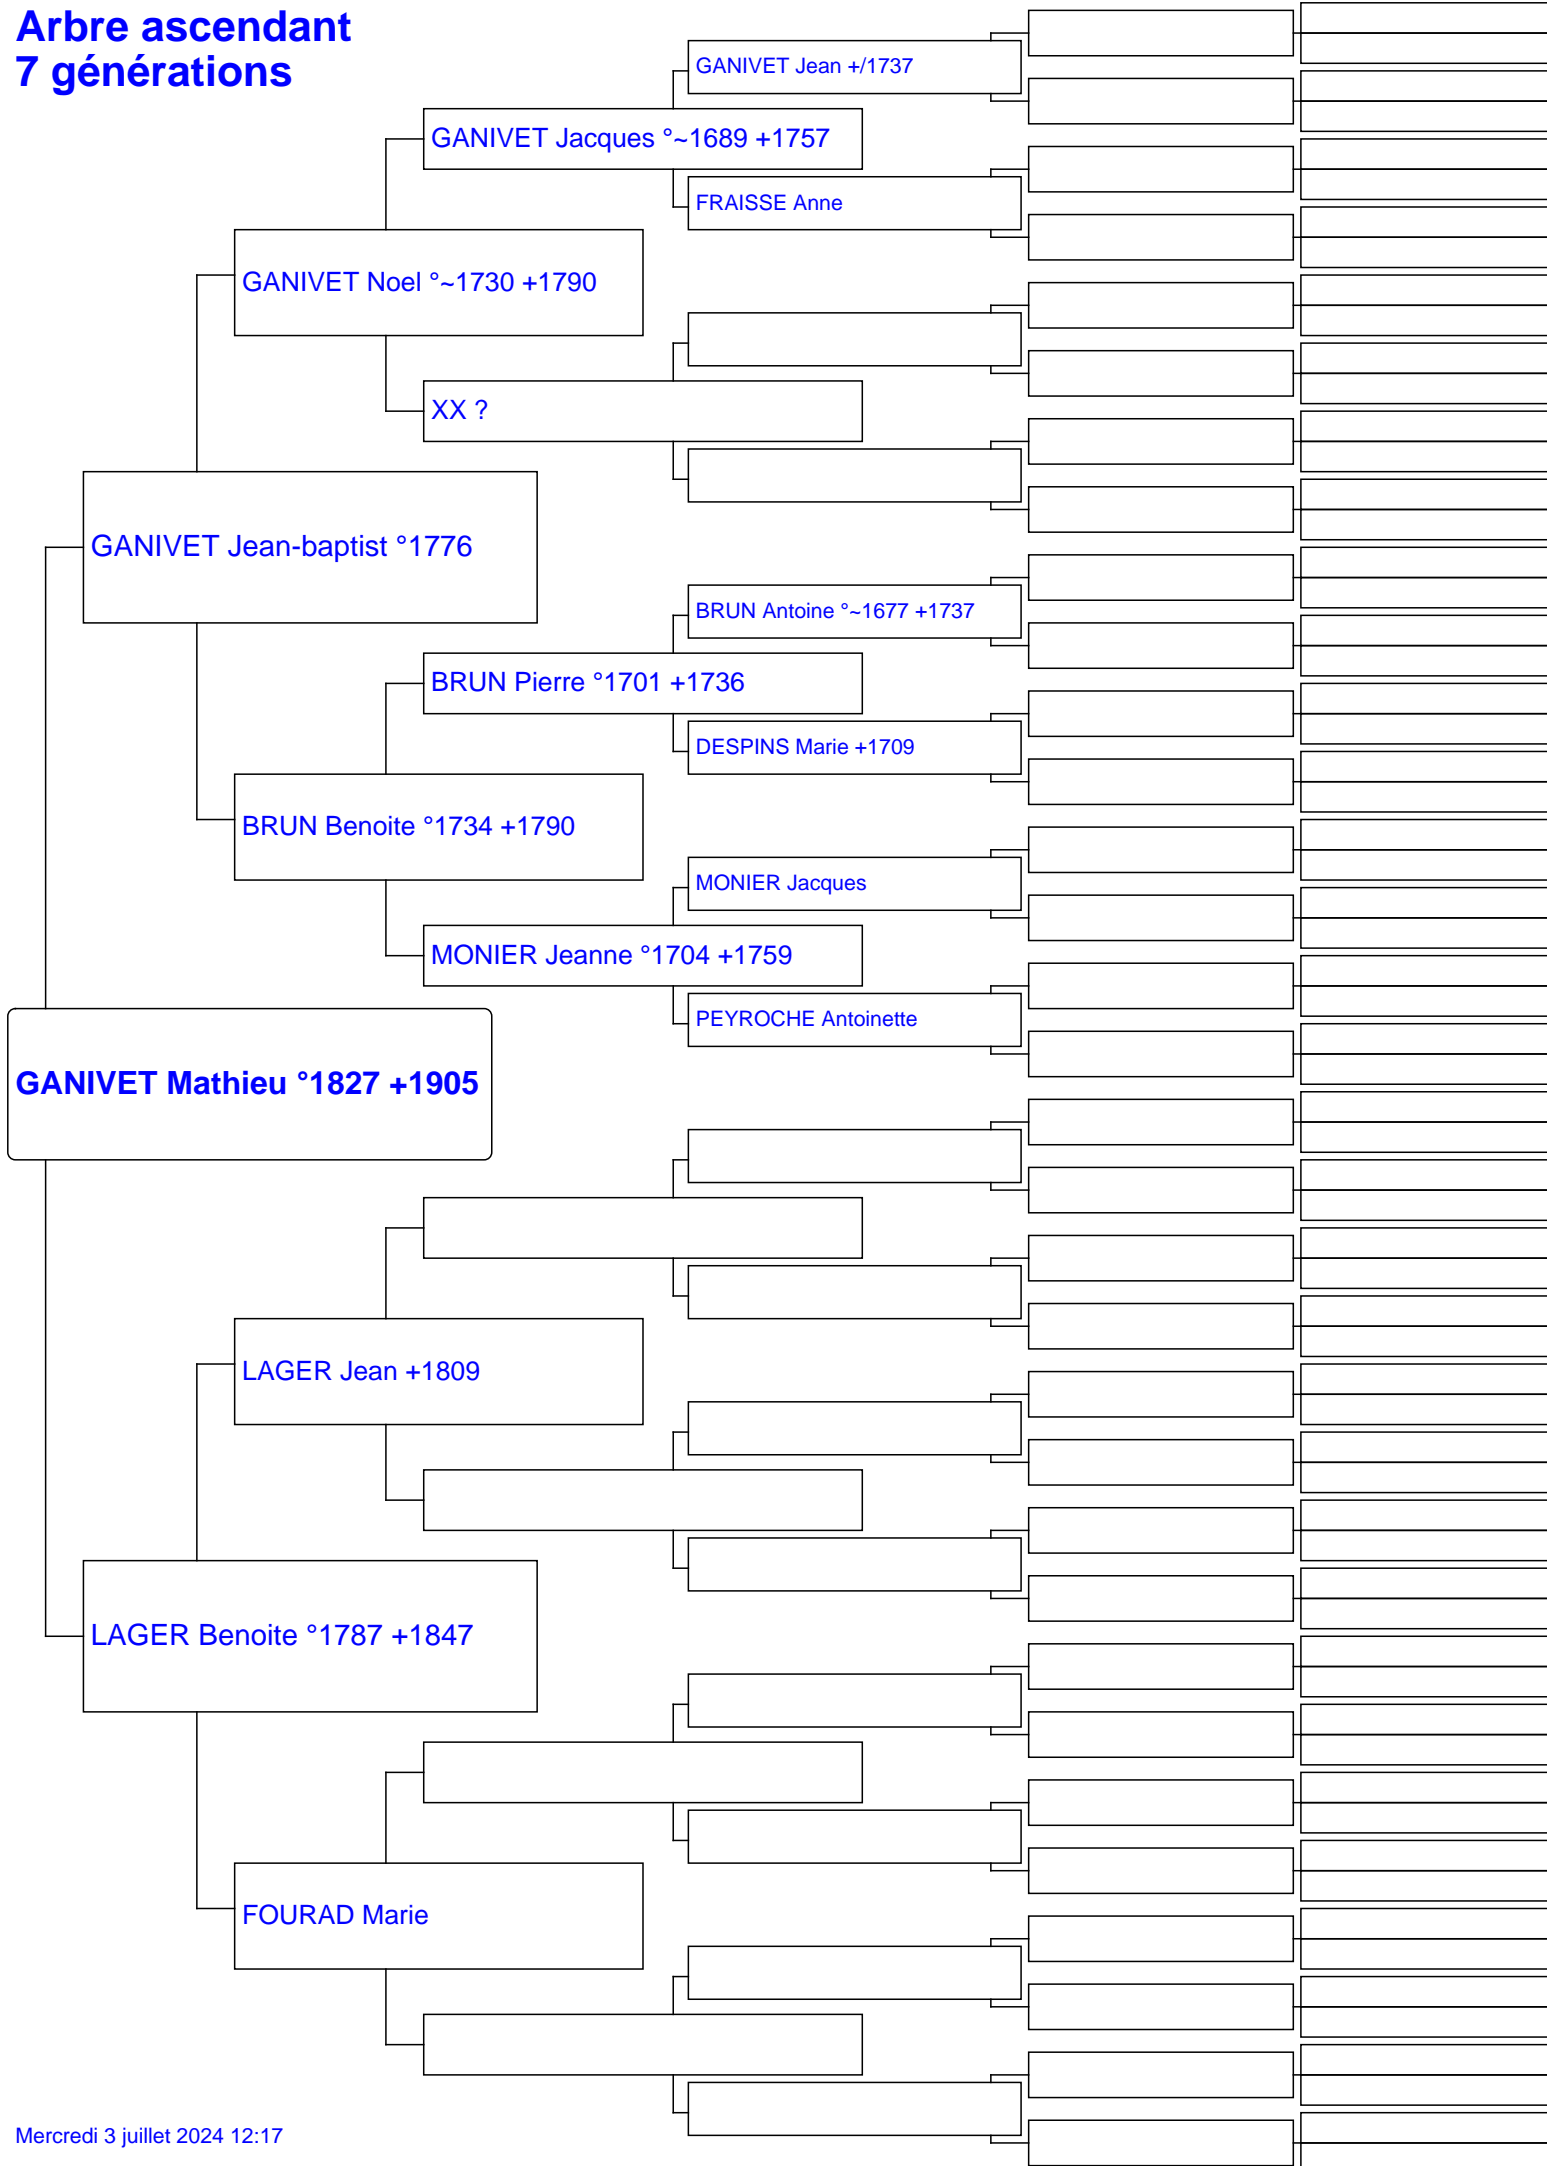 Arbre ascendant
7 générations
GANIVET Jean +/1737
GANIVET Jacques °~1689 +1757
FRAISSE Anne
GANIVET Noel °~1730 +1790
XX ?
GANIVET Jean-baptist °1776
BRUN Antoine °~1677 +1737
BRUN Pierre °1701 +1736
DESPINS Marie +1709
BRUN Benoite °1734 +1790
MONIER Jacques
MONIER Jeanne °1704 +1759
PEYROCHE Antoinette
GANIVET Mathieu °1827 +1905
LAGER Jean +1809
LAGER Benoite °1787 +1847
FOURAD Marie
Mercredi 3 juillet 2024 12:17